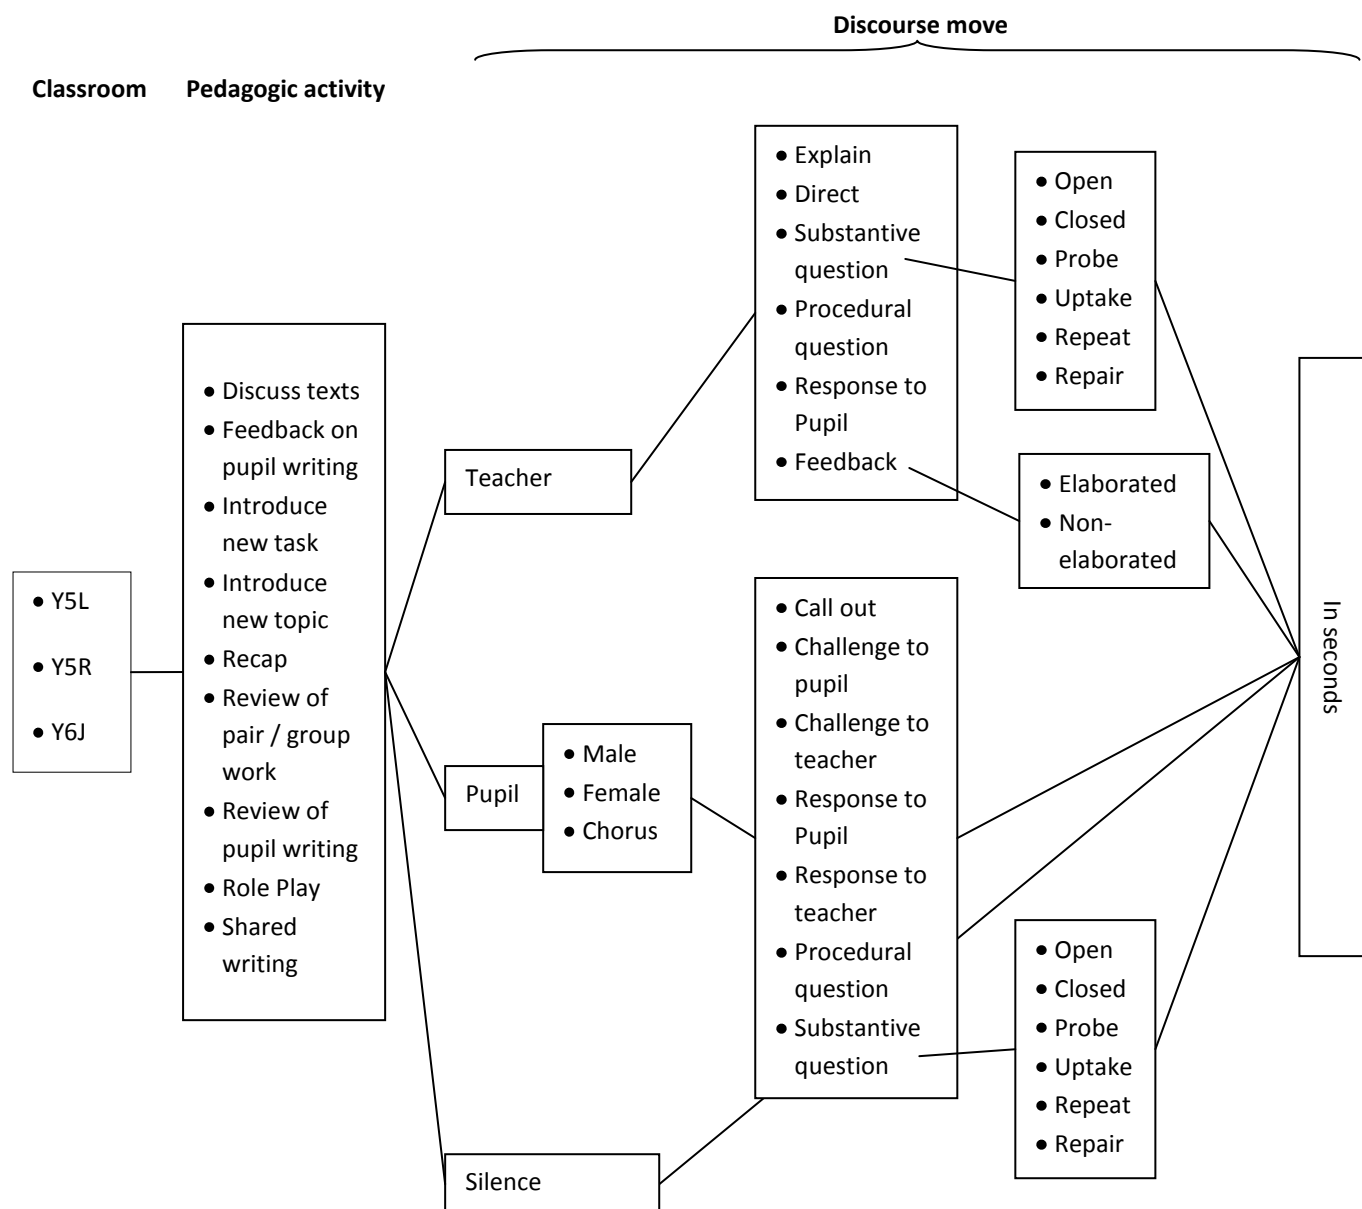 Discourse move
Classroom
Pedagogic activity
• Y5L
• Y5R
• Y6J
• Discuss texts
• Feedback on
pupil writing
• Introduce
new task
• Introduce
new topic
• Recap
• Review of
pair / group
work
• Review of
pupil writing
• Role Play
• Shared
writing
Teacher
• Explain
• Direct
• Substantive
question
• Procedural
question
• Response to
Pupil
• Feedback
• Open
• Closed
• Probe
• Uptake
• Repeat
• Repair
• Elaborated
• Non-
elaborated
Pupil
• Male
• Female
• Chorus
• Call out
• Challenge to
pupil
• Challenge to
teacher
• Response to
Pupil
• Response to
teacher
• Procedural
question
• Substantive
question
• Open
• Closed
• Probe
• Uptake
• Repeat
• Repair
Silence
In seconds